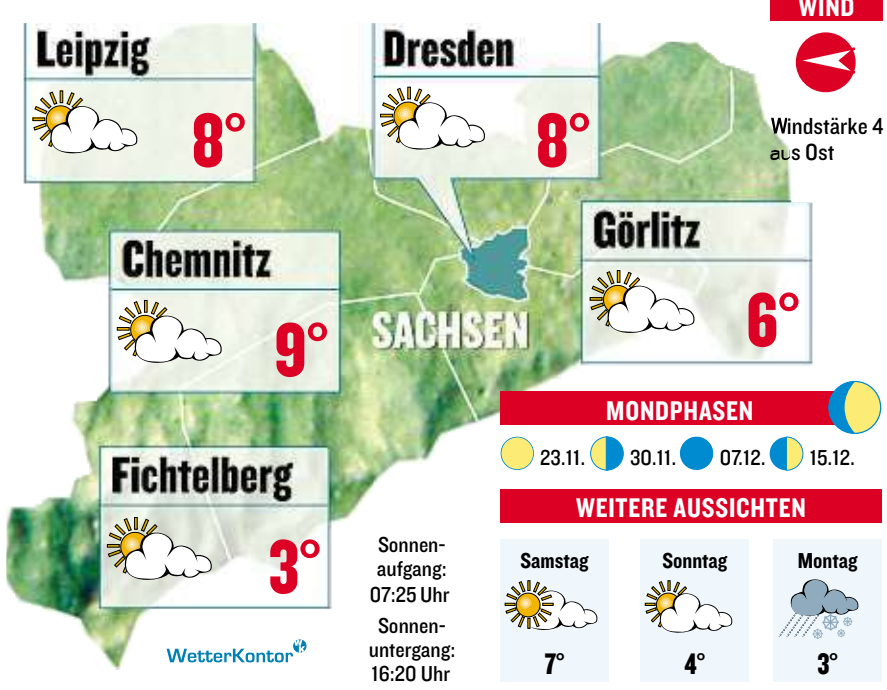 WIND
Windstärke 4
aus Ost
Leipzig
8°
Dresden
8°
Görlitz
6°
Chemnitz
9°
SACHSEN
Fichtelberg
3°
MONDPHASEN
23.11. 30.11. 07.12. 15.12.
WEITERE AUSSICHTEN
Samstag
7°
Sonntag
4°
Montag
3°
Sonnen-
aufgang:
07:25 Uhr
Sonnen-
untergang:
16:20 Uhr
WetterKontor